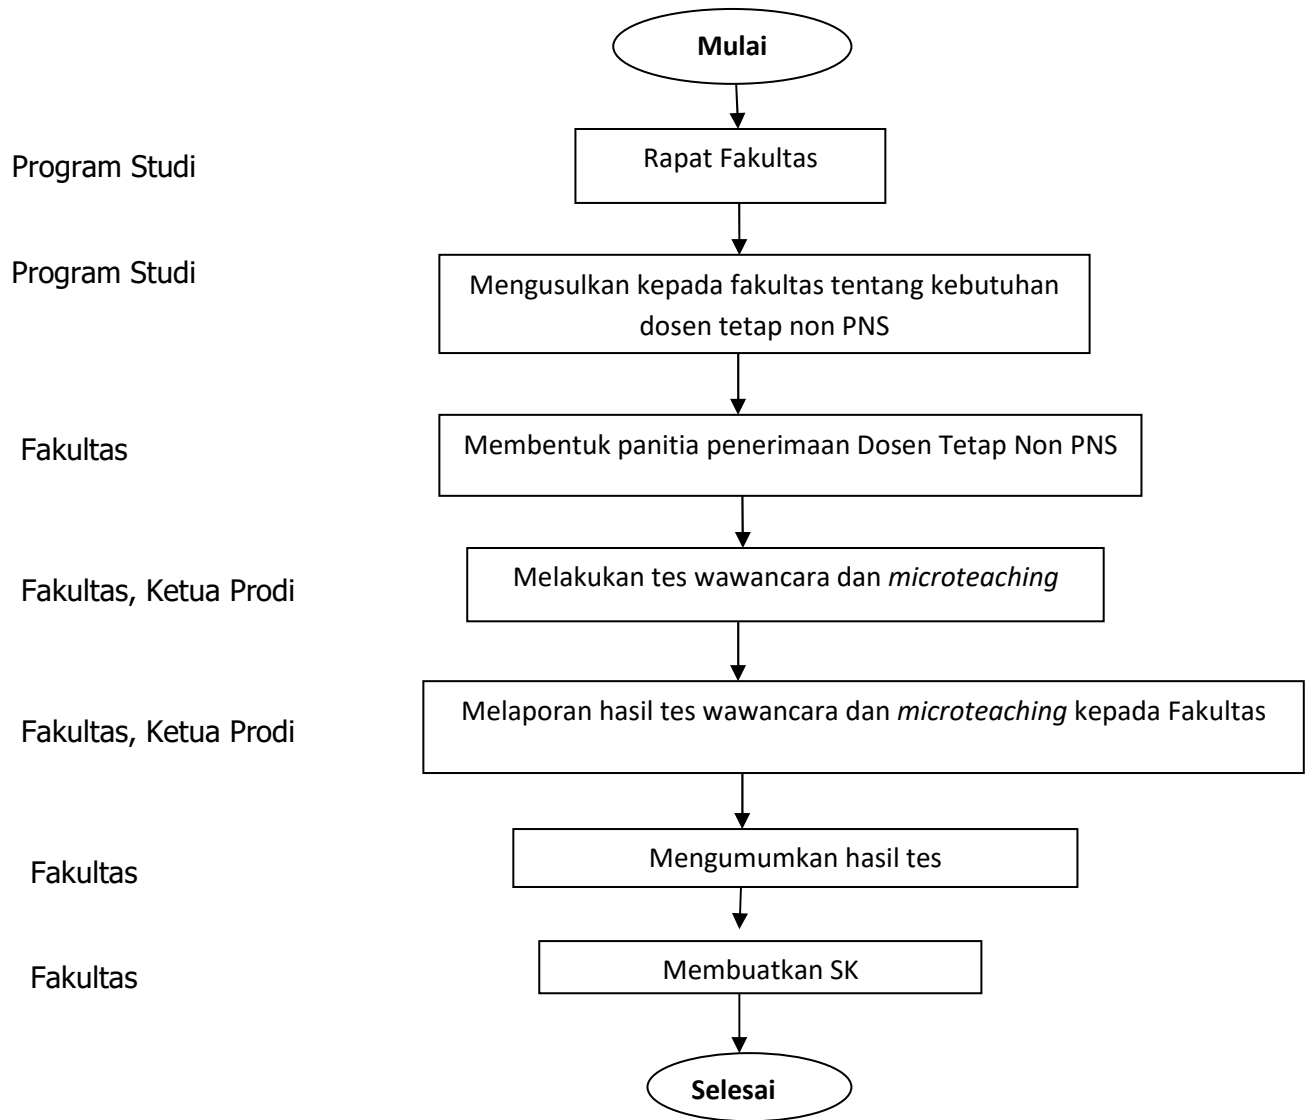 Mulai
Program Studi
Rapat Fakultas
Program Studi
Mengusulkan kepada fakultas tentang kebutuhan
dosen tetap non PNS
Fakultas
Membentuk panitia penerimaan Dosen Tetap Non PNS
Fakultas, Ketua Prodi
Melakukan tes wawancara dan microteaching
Fakultas, Ketua Prodi
Melaporan hasil tes wawancara dan microteaching kepada Fakultas
Fakultas
Mengumumkan hasil tes
Fakultas
Membuatkan SK
Selesai